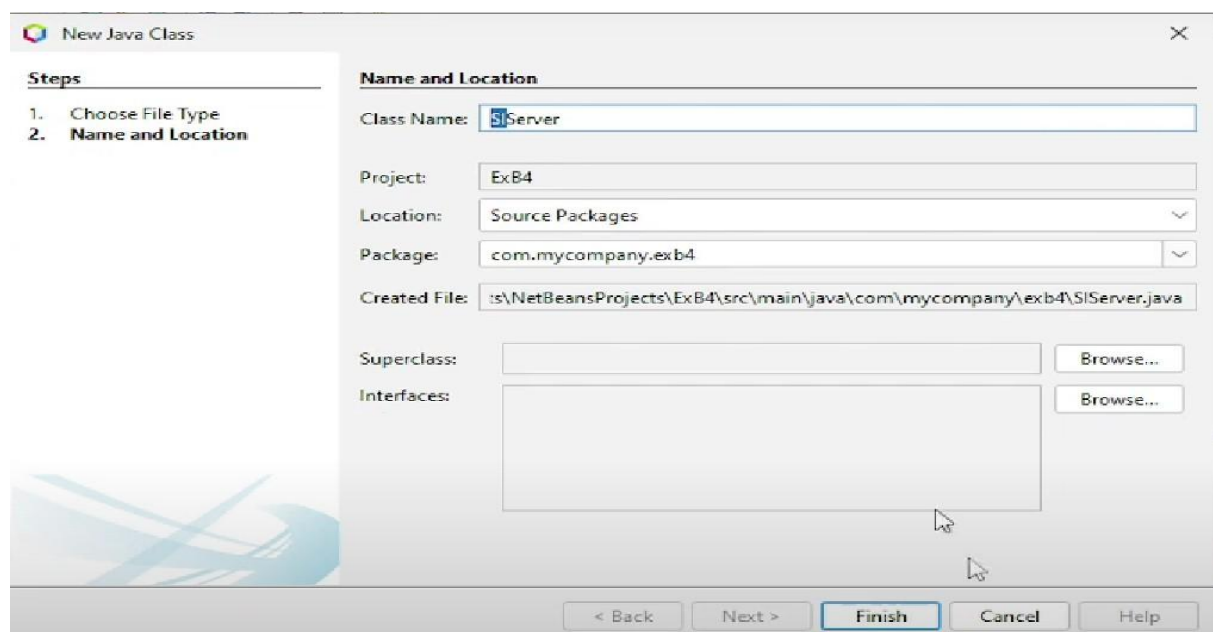 New Java Class
Steps
1. Choose File Type
2. Name and Location
Name and Location
Class Name: SIServer
Project: ExB4
Location: Source Packages
Package: com.mycompany.exb4
Created File: :s\NetBeansProjects\ExB4\src\main\java\com\mycompany\exb4\SIServer.java
Superclass: Browse...
Interfaces: Browse...
< Back Next > Finish Cancel Help